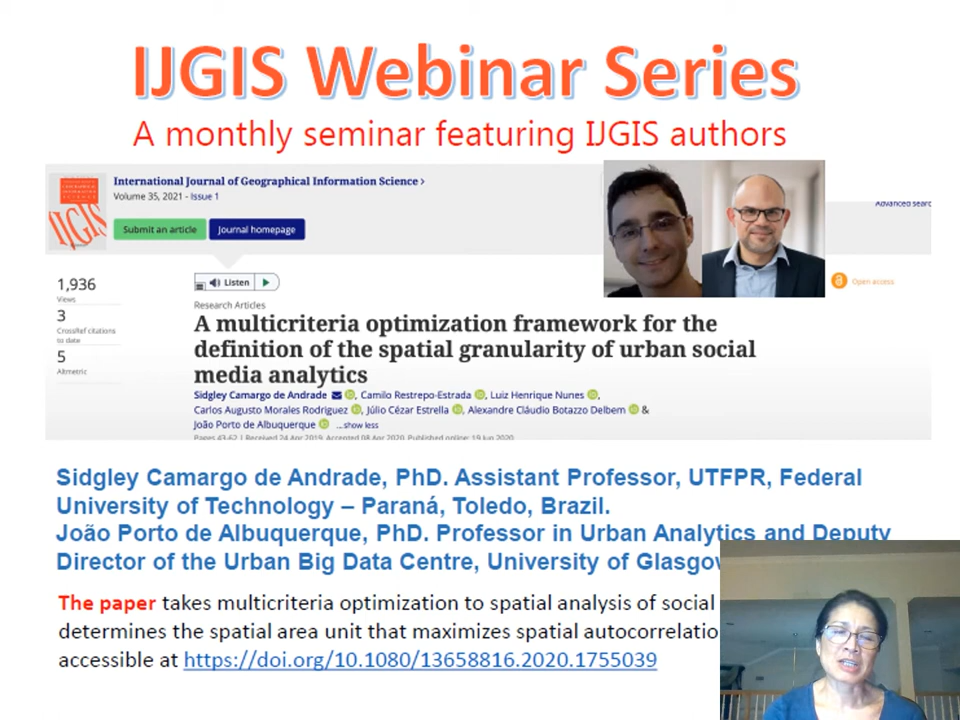 IJGIS Webinar Series
A monthly seminar featuring IJGIS authors
International Journal of Geographical Information Science >
Volume 35, 2021 - Issue 1
Submit an article
Journal homepage
Advanced searc
IJGIS
1,936
Views
3
CrossRef citations
to date
5
Altmetric
Listen
Open access
Research Articles
A multicriteria optimization framework for the
definition of the spatial granularity of urban social
media analytics
Sidgley Camargo de Andrade, Camilo Restrepo-Estrada, Luiz Henrique Nunes,
Carlos Augusto Morales Rodriguez, Júlio Cézar Estrella, Alexandre Cláudio Botazzo Delbem &
João Porto de Albuquerque ...show less
Pages 43-62 | Received 24 Apr 2019, Accepted 08 Apr 2020, Published online: 19 Jun 2020
Sidgley Camargo de Andrade, PhD. Assistant Professor, UTFPR, Federal
University of Technology – Paraná, Toledo, Brazil.
João Porto de Albuquerque, PhD. Professor in Urban Analytics and Deputy
Director of the Urban Big Data Centre, University of Glasgow
The paper takes multicriteria optimization to spatial analysis of social
determines the spatial area unit that maximizes spatial autocorrelatio
accessible at https://doi.org/10.1080/13658816.2020.1755039